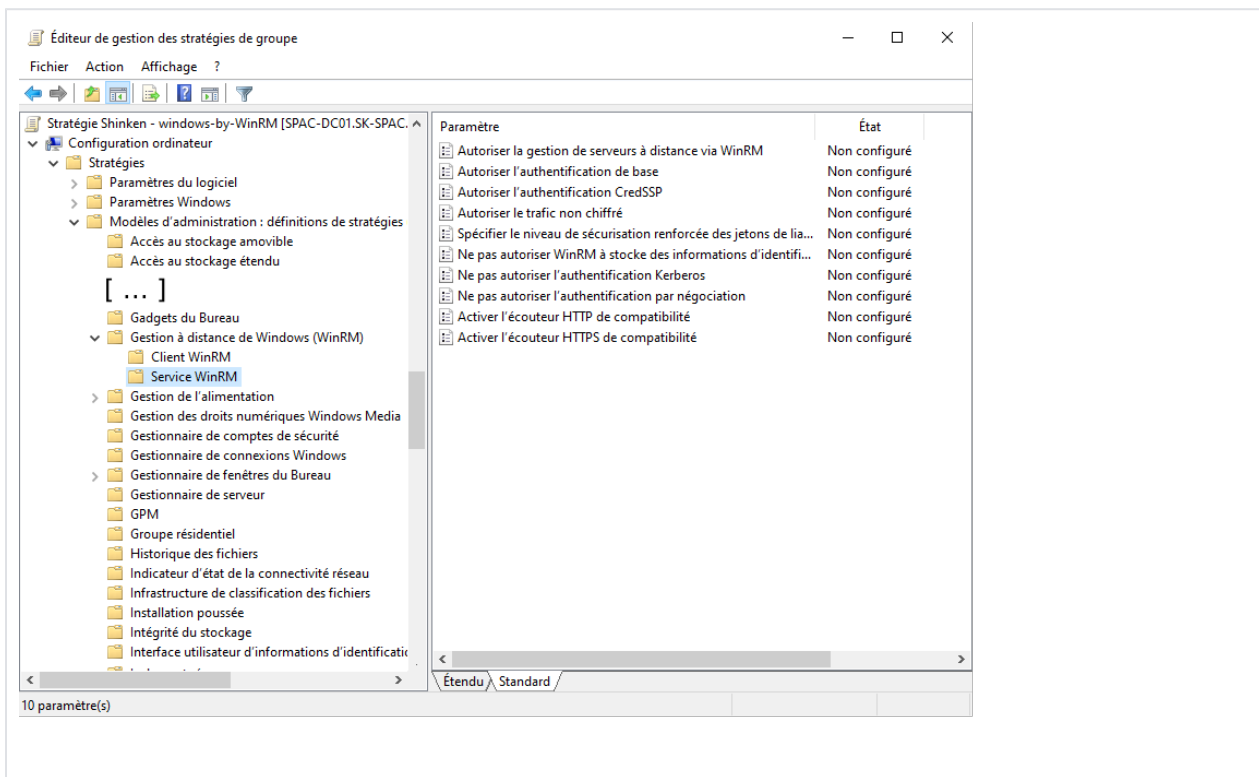 Éditeur de gestion des stratégies de groupe
Fichier Action Affichage ?
Stratégie Shinken - windows-by-WinRM [SPAC-DC01.SK-SPAC.
Configuration ordinateur
Stratégies
Paramètres du logiciel
Paramètres Windows
Modèles d'administration : définitions de stratégies
Accès au stockage amovible
Accès au stockage étendu
[ ... ]
Gadgets du Bureau
Gestion à distance de Windows (WinRM)
Client WinRM
Service WinRM
Gestion de l'alimentation
Gestion des droits numériques Windows Media
Gestionnaire de comptes de sécurité
Gestionnaire de connexions Windows
Gestionnaire de fenêtres du Bureau
Gestionnaire de serveur
GPM
Groupe résidentiel
Historique des fichiers
Indicateur d'état de la connectivité réseau
Infrastructure de classification des fichiers
Installation poussée
Intégrité du stockage
Interface utilisateur d'informations d'identificatio
Paramètre État
Autoriser la gestion de serveurs à distance via WinRM Non configuré
Autoriser l'authentification de base Non configuré
Autoriser l'authentification CredSSP Non configuré
Autoriser le trafic non chiffré Non configuré
Spécifier le niveau de sécurisation renforcée des jetons de lia... Non configuré
Ne pas autoriser WinRM à stocke des informations d'identifi... Non configuré
Ne pas autoriser l'authentification Kerberos Non configuré
Ne pas autoriser l'authentification par négociation Non configuré
Activer l'écouteur HTTP de compatibilité Non configuré
Activer l'écouteur HTTPS de compatibilité Non configuré
Étendu Standard
10 paramètre(s)